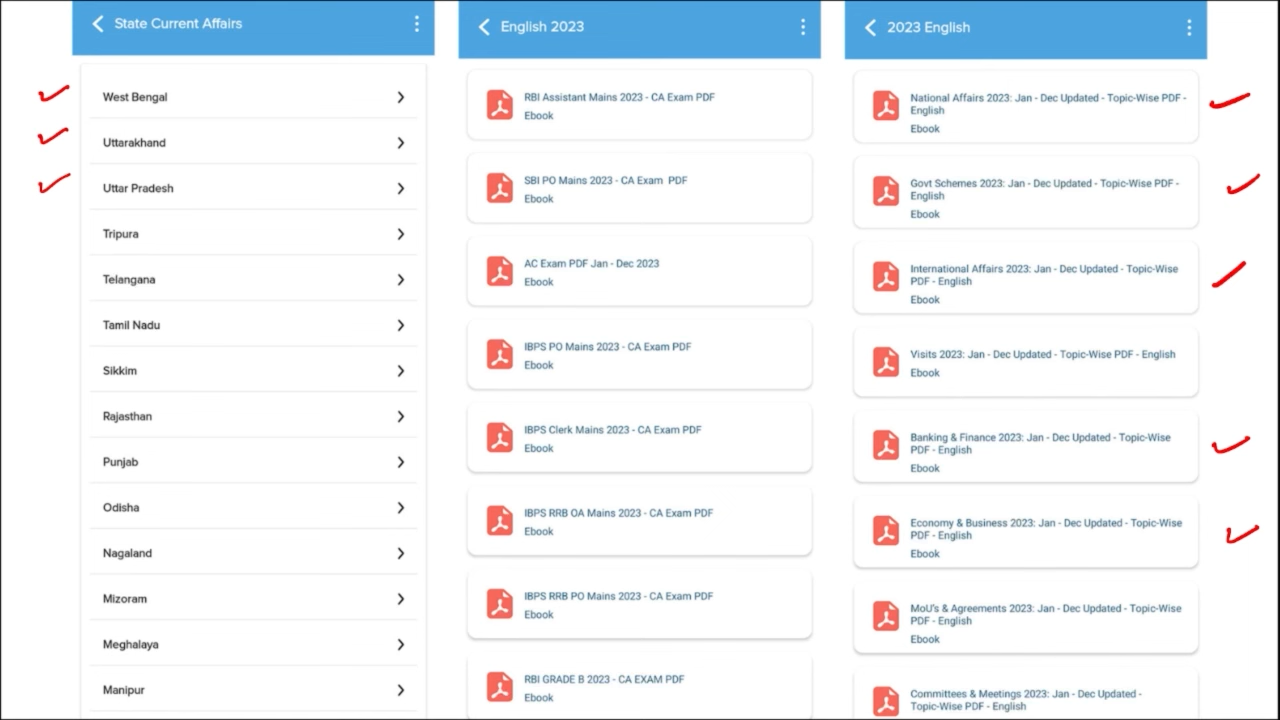 State Current Affairs
West Bengal
Uttarakhand
Uttar Pradesh
Tripura
Telangana
Tamil Nadu
Sikkim
Rajasthan
Punjab
Odisha
Nagaland
Mizoram
Meghalaya
Manipur
English 2023
RBI Assistant Mains 2023 - CA Exam PDF
Ebook
SBI PO Mains 2023 - CA Exam PDF
Ebook
AC Exam PDF Jan - Dec 2023
Ebook
IBPS PO Mains 2023 - CA Exam PDF
Ebook
IBPS Clerk Mains 2023 - CA Exam PDF
Ebook
IBPS RRB OA Mains 2023 - CA Exam PDF
Ebook
IBPS RRB PO Mains 2023 - CA Exam PDF
Ebook
RBI GRADE B 2023 - CA EXAM PDF
Ebook
2023 English
National Affairs 2023: Jan - Dec Updated - Topic-Wise PDF -
English
Ebook
Govt Schemes 2023: Jan - Dec Updated - Topic-Wise PDF -
English
Ebook
International Affairs 2023: Jan - Dec Updated - Topic-Wise
PDF - English
Ebook
Visits 2023: Jan - Dec Updated - Topic-Wise PDF - English
Ebook
Banking & Finance 2023: Jan - Dec Updated - Topic-Wise
PDF - English
Ebook
Economy & Business 2023: Jan - Dec Updated - Topic-Wise
PDF - English
Ebook
MoU's & Agreements 2023: Jan - Dec Updated - Topic-Wise
PDF - English
Ebook
Committees & Meetings 2023: Jan - Dec Updated -
Topic-Wise PDF - English